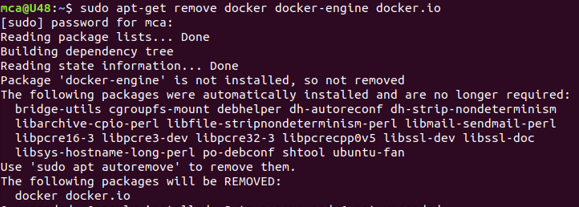 mca@U48:~$ sudo apt-get remove docker docker-engine docker.io
[sudo] password for mca:
Reading package lists... Done
Building dependency tree
Reading state information... Done
Package 'docker-engine' is not installed, so not removed
The following packages were automatically installed and are no longer required:
bridge-utils cgroupfs-mount debhelper dh-autoreconf dh-strip-nondeterminism
libarchive-cpio-perl libfile-stripnondeterminism-perl libmail-sendmail-perl
libpcre16-3 libpcre3-dev libpcre32-3 libpcrecpp0v5 libssl-dev libssl-doc
libsys-hostname-long-perl po-debconf shtool ubuntu-fan
Use 'sudo apt autoremove' to remove them.
The following packages will be REMOVED:
docker docker.io